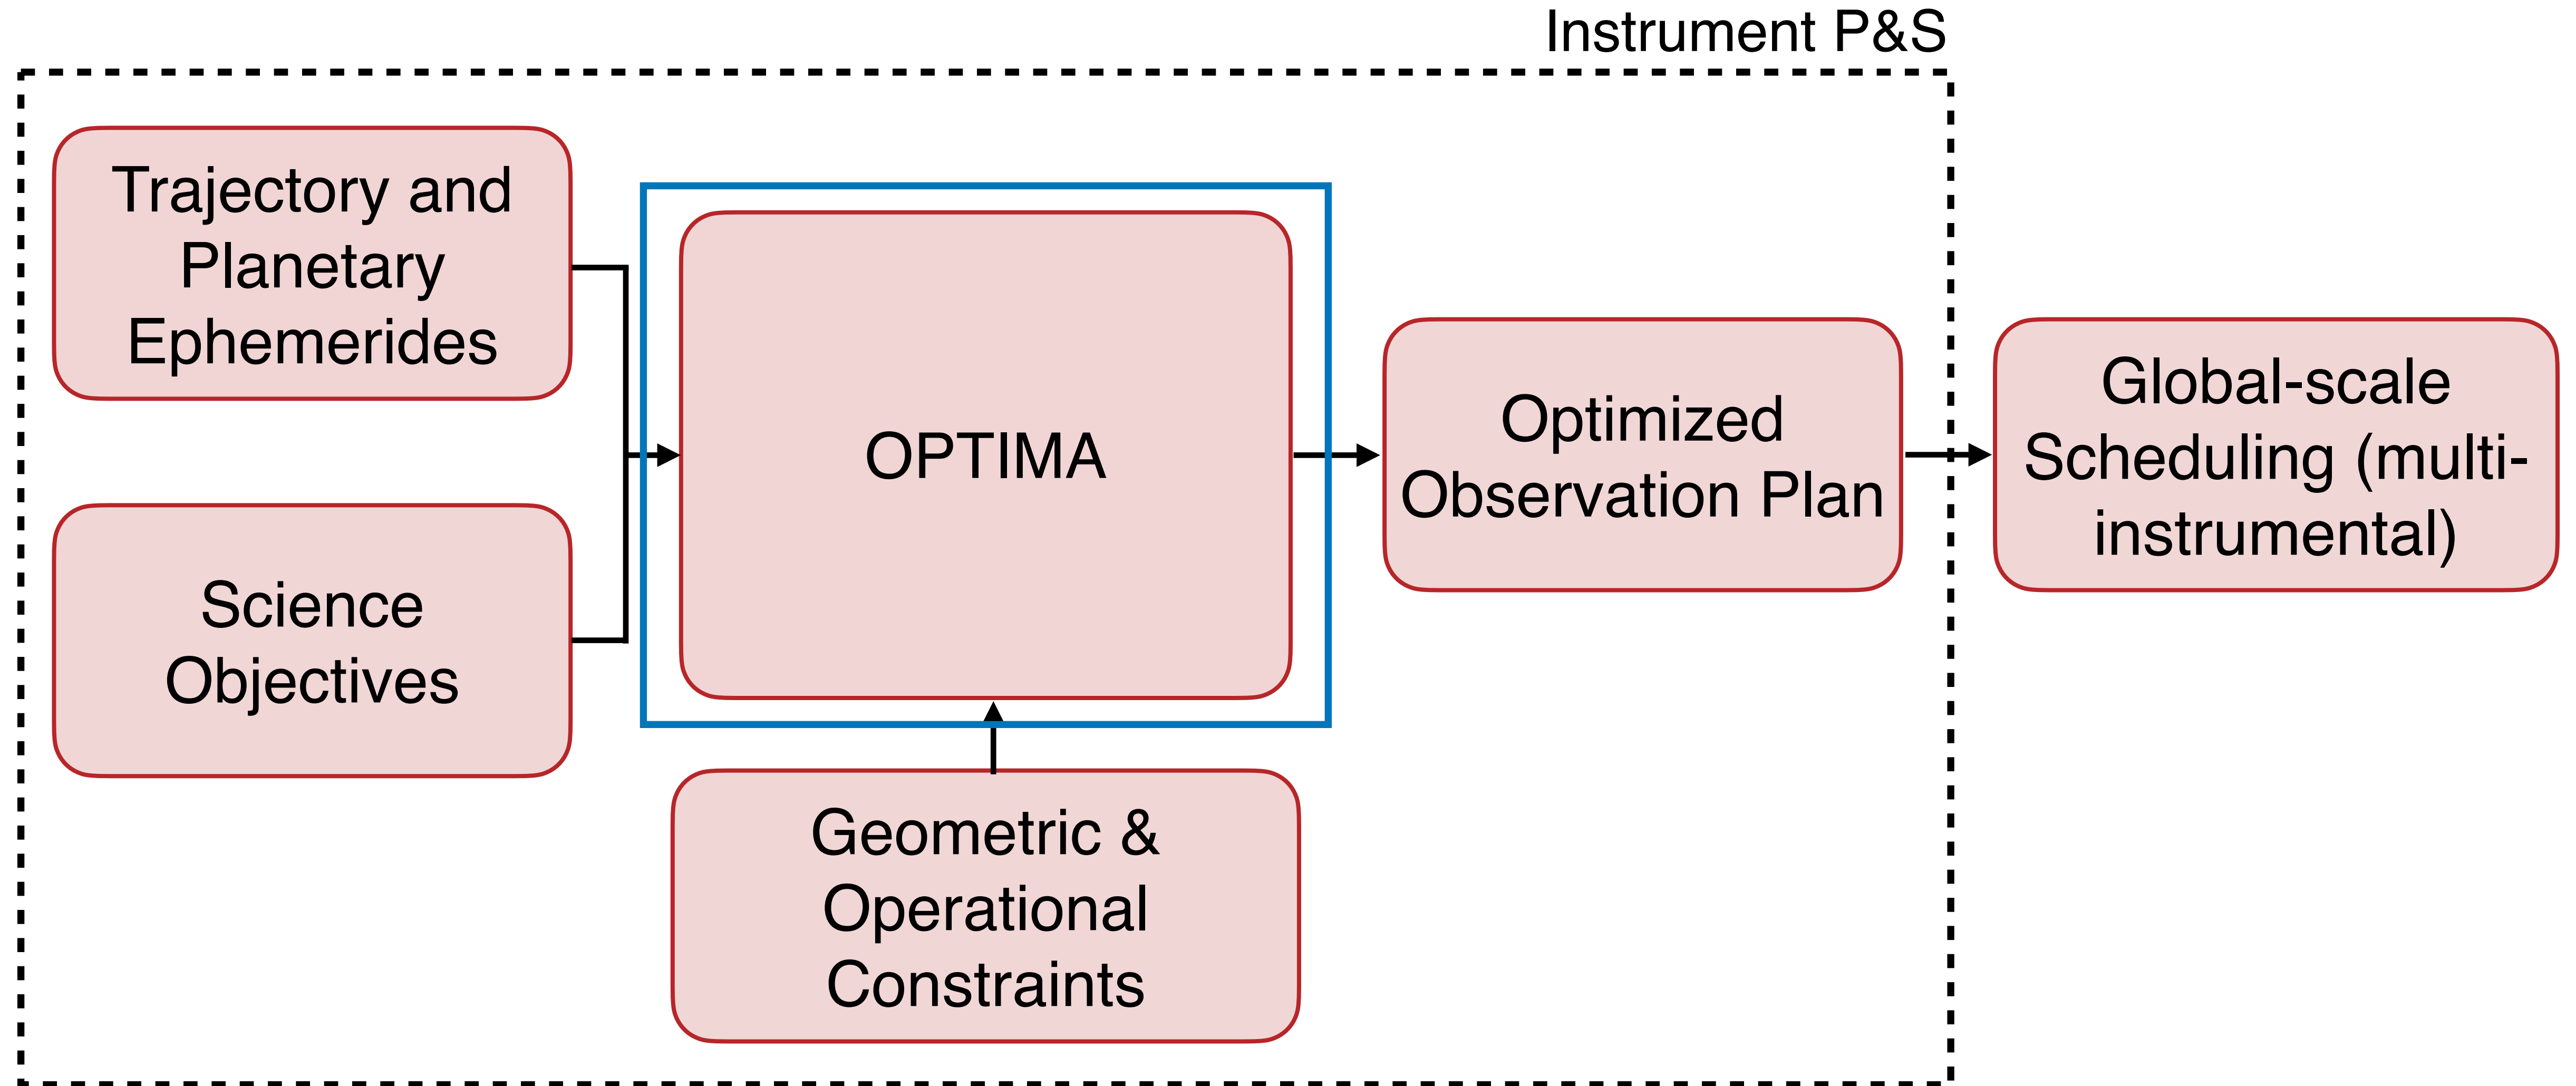 Instrument P&S
Trajectory and
Planetary
Ephemerides
Science
Objectives
OPTIMA
Geometric &
Operational
Constraints
Optimized
Observation Plan
Global-scale
Scheduling (multi-
instrumental)